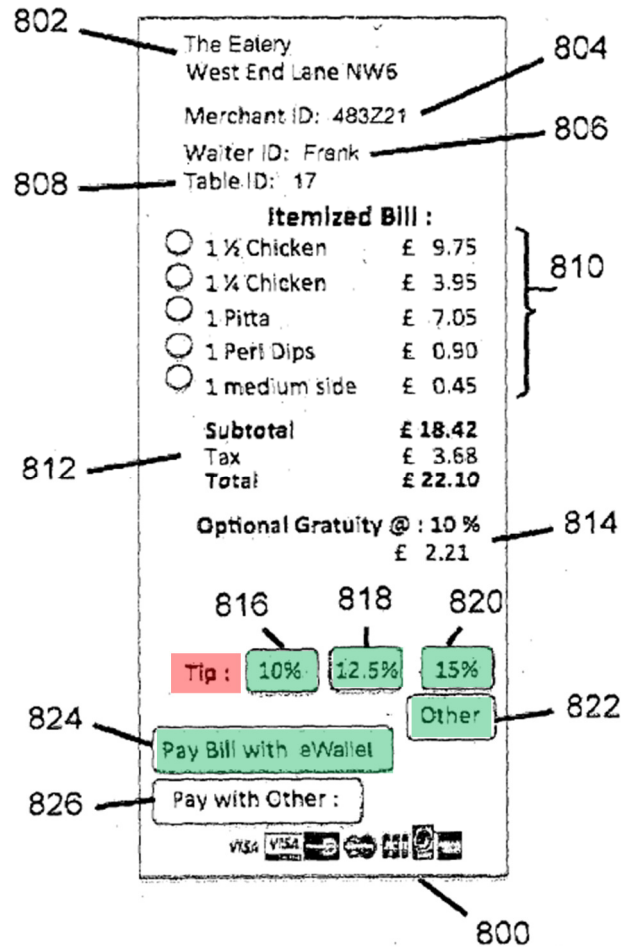 802
The Eatery
West End Lane NW6
804
Merchant ID: 483Z21
806
Waiter ID: Frank
808
Table ID: 17
Itemized Bill :
1 ½ Chicken £ 9.75
1 ¼ Chicken £ 3.95
810
1 Pitta £ 7.05
1 Peri Dips £ 0.90
1 medium side £ 0.45
Subtotal £ 18.42
812
Tax £ 3.68
Total £ 22.10
Optional Gratuity @ : 10 %
814
£ 2.21
816 818 820
Tip : 10% 12.5% 15%
Other
822
824
Pay Bill with eWallet
826
Pay with Other :
VISA VISA
800